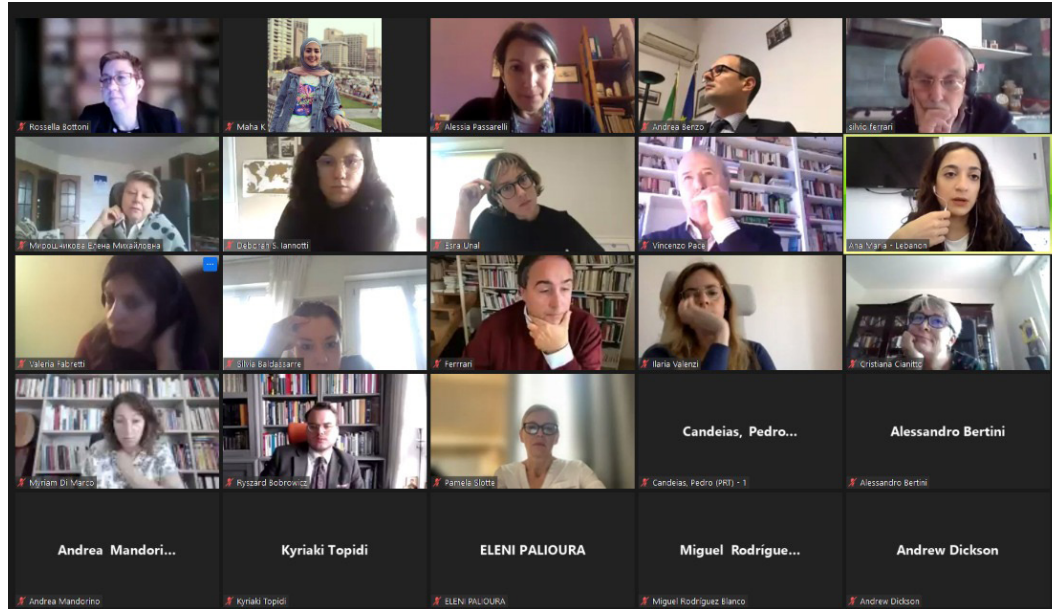 Rossella Bottoni
Maha K
Alessia Passarelli
Andrea Benzo
silvio ferrari
Мирошникова Елена Михайловна
Deborah S. Iannotti
Esra Unal
Vincenzo Pace
Ana Maria - Lebanon
Valeria Fabretti
Silvia Baldassarre
Ferrrari
Ilaria Valenzi
Cristiana Cianitto
Myriam Di Marco
Ryszard Bobrowicz
Pamela Slotte
Candeias, Pedro...
Candeias, Pedro (PRT) - 1
Alessandro Bertini
Alessandro Bertini
Andrea Mandori...
Andrea Mandorino
Kyriaki Topidi
Kyriaki Topidi
ELENI PALIOURA
ELENI PALIOURA
Miguel Rodrígue...
Miguel Rodríguez Blanco
Andrew Dickson
Andrew Dickson